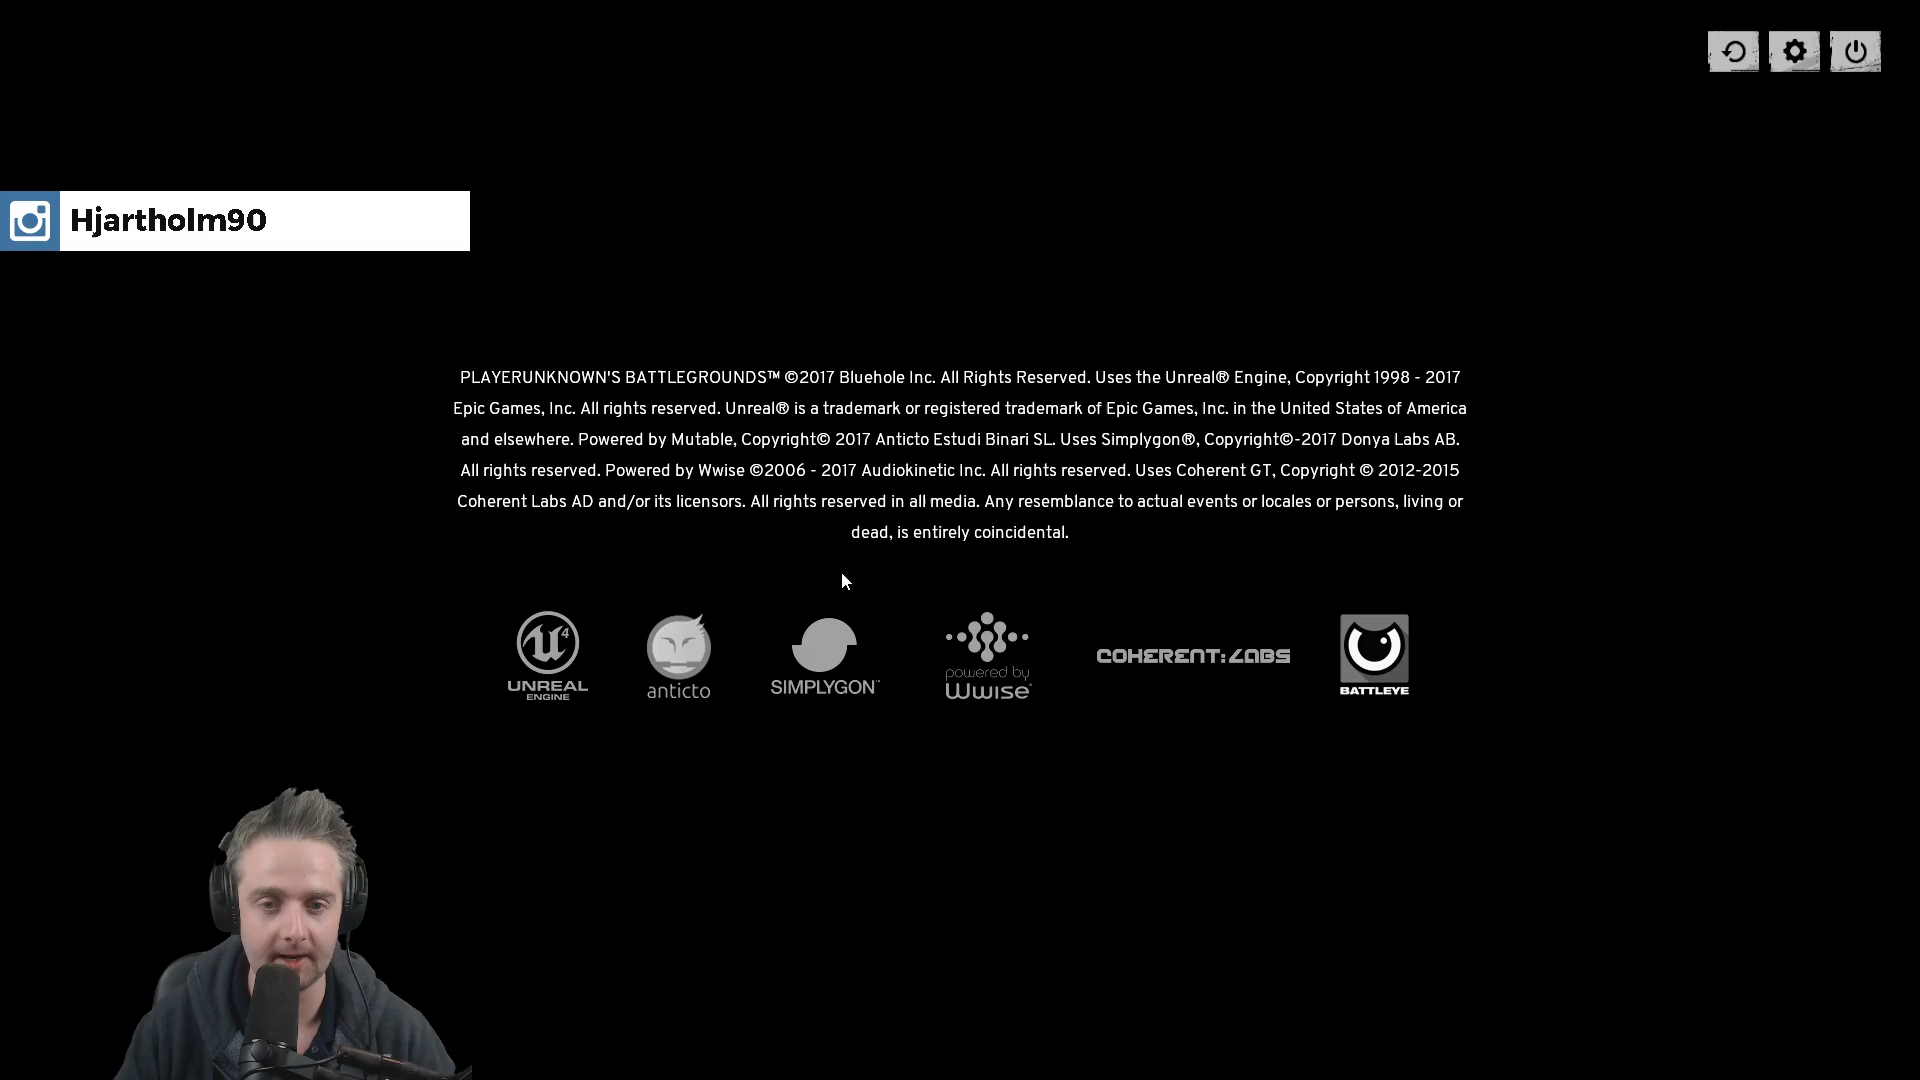 Hjartholm90
PLAYERUNKNOWN'S BATTLEGROUNDS™ ©2017 Bluehole Inc. All Rights Reserved. Uses the Unreal® Engine, Copyright 1998 - 2017
Epic Games, Inc. All rights reserved. Unreal® is a trademark or registered trademark of Epic Games, Inc. in the United States of America
and elsewhere. Powered by Mutable, Copyright© 2017 Anticto Estudi Binari SL. Uses Simplygon®, Copyright©-2017 Donya Labs AB.
All rights reserved. Powered by Wwise ©2006 - 2017 Audiokinetic Inc. All rights reserved. Uses Coherent GT, Copyright © 2012-2015
Coherent Labs AD and/or its licensors. All rights reserved in all media. Any resemblance to actual events or locales or persons, living or
dead, is entirely coincidental.
U4
UNREAL
ENGINE
anticto
SIMPLYGON™
powered by
Wwise®
COHERENT:LABS
BATTLEYE